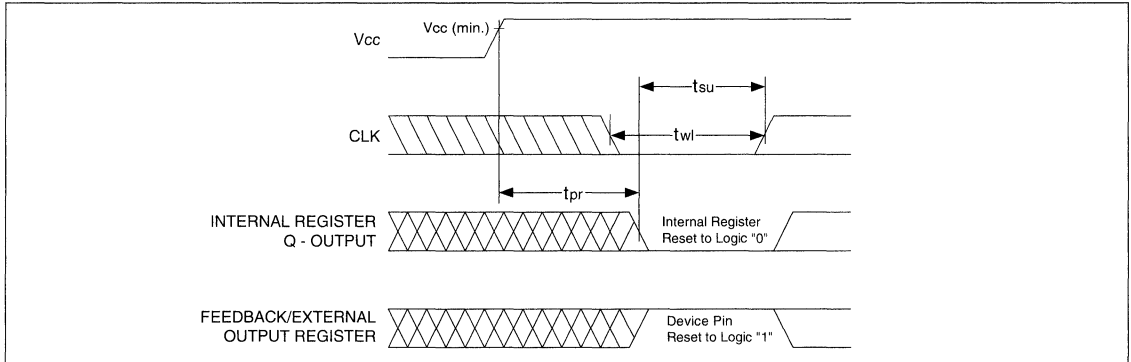 Vcc
Vcc (min.)
tsu
CLK
twl
tpr
INTERNAL REGISTER
Q - OUTPUT
Internal Register
Reset to Logic "0"
FEEDBACK/EXTERNAL
OUTPUT REGISTER
Device Pin
Reset to Logic "1"